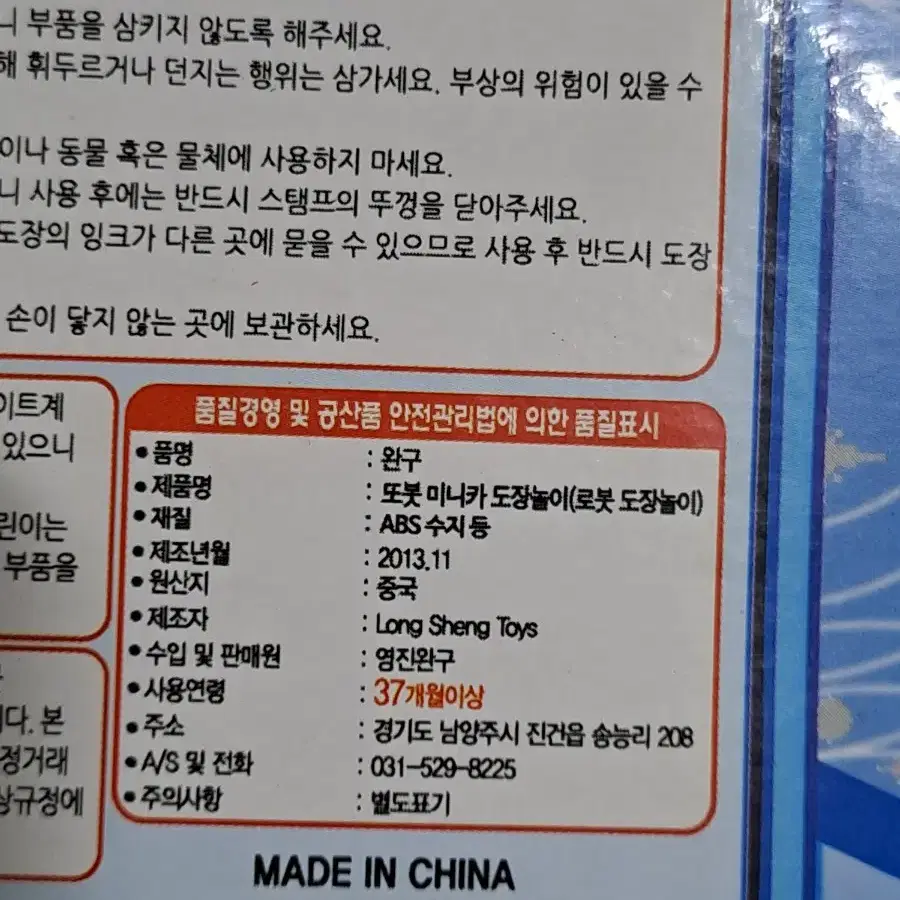 니 부품을 삼키지 않도록 해주세요.
해 휘두르거나 던지는 행위는 삼가세요. 부상의 위험이 있을 수
이나 동물 혹은 물체에 사용하지 마세요.
니 사용 후에는 반드시 스탬프의 뚜껑을 닫아주세요.
도장의 잉크가 다른 곳에 묻을 수 있으므로 사용 후 반드시 도장
손이 닿지 않는 곳에 보관하세요.
이트계
있으니
린이는
부품을
다. 본
정거래
상규정에
품질경영 및 공산품 안전관리법에 의한 품질표시
• 품명 : 완구
• 제품명 : 또봇 미니카 도장놀이(로봇 도장놀이)
• 재질 : ABS 수지 등
• 제조년월 : 2013.11
• 원산지 : 중국
• 제조자 : Long Sheng Toys
• 수입 및 판매원 : 영진완구
• 사용연령 : 37개월이상
• 주소 : 경기도 남양주시 진건읍 송능리 208
• A/S 및 전화 : 031-529-8225
• 주의사항 : 별도표기
MADE IN CHINA